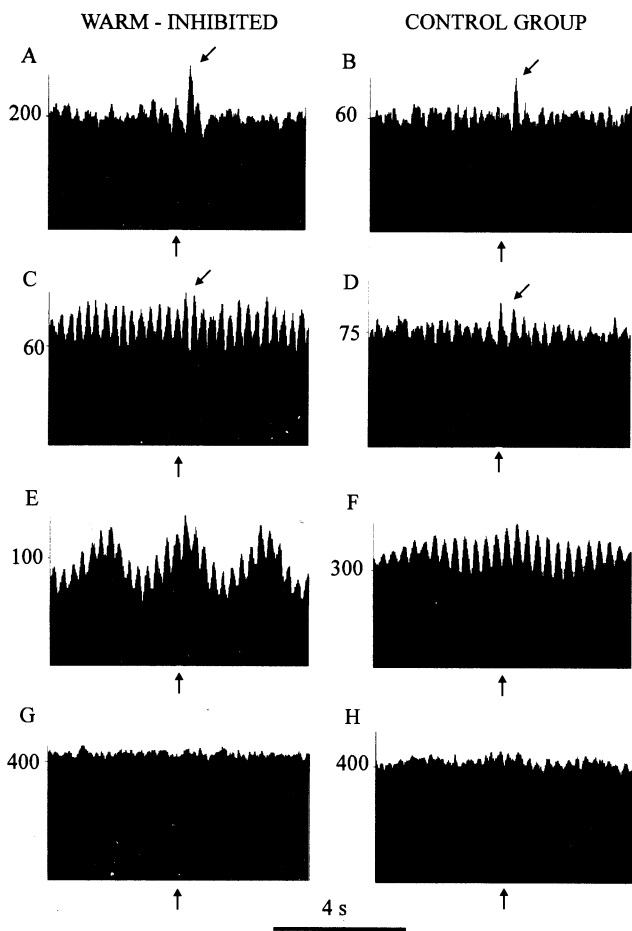 WARM - INHIBITED
CONTROL GROUP
A
B
200
60
C
D
60
75
E
F
100
300
G
H
400
400
4 s